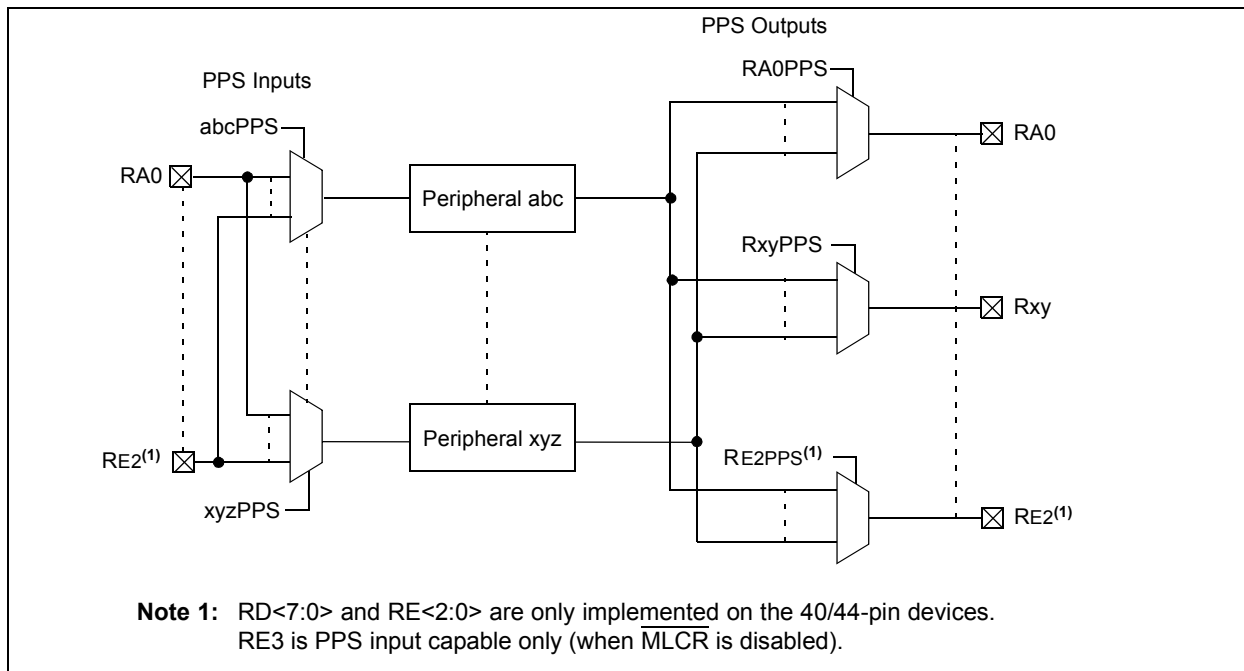 PPS Outputs
RA0PPS
PPS Inputs
abcPPS
RA0
RA0
Peripheral abc
RxyPPS
Rxy
Peripheral xyz
RE2(1)
RE2PPS(1)
xyzPPS
RE2(1)
Note 1: RD<7:0> and RE<2:0> are only implemented on the 40/44-pin devices.
RE3 is PPS input capable only (when MLCR is disabled).